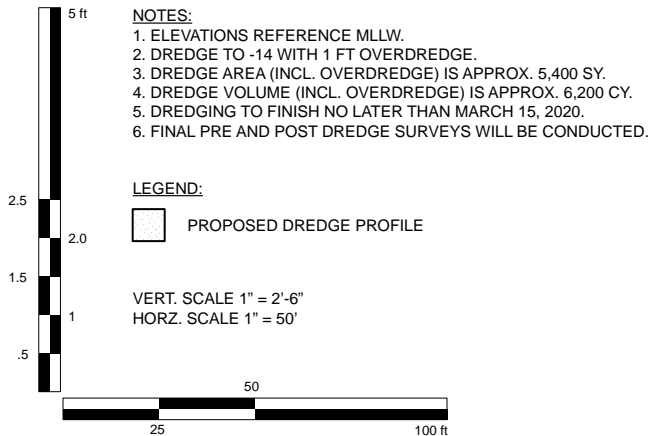 5 ft
NOTES:
1. ELEVATIONS REFERENCE MLLW.
2. DREDGE TO -14 WITH 1 FT OVERDREDGE.
3. DREDGE AREA (INCL. OVERDREDGE) IS APPROX. 5,400 SY.
4. DREDGE VOLUME (INCL. OVERDREDGE) IS APPROX. 6,200 CY.
5. DREDGING TO FINISH NO LATER THAN MARCH 15, 2020.
6. FINAL PRE AND POST DREDGE SURVEYS WILL BE CONDUCTED.
LEGEND:
PROPOSED DREDGE PROFILE
2.5
2.0
1.5
1
.5
VERT. SCALE 1” = 2'-6”
HORZ. SCALE 1” = 50'
50
25
100 ft